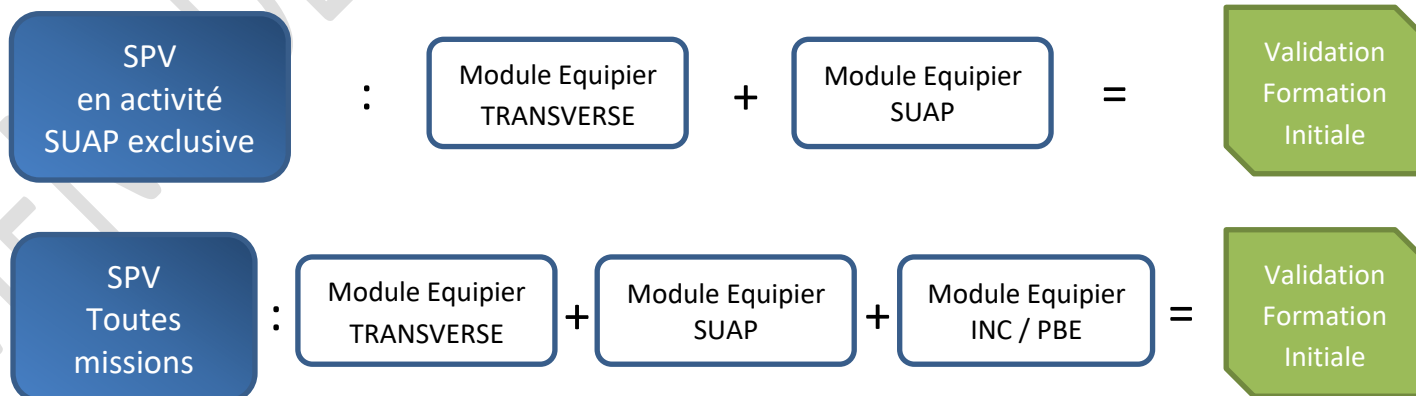 SPV
en activité
SUAP exclusive
:
Module Equipier
TRANSVERSE
+
Module Equipier
SUAP
=
Validation
Formation
Initiale
SPV
Toutes
missions
:
Module Equipier
TRANSVERSE
+
Module Equipier
SUAP
+
Module Equipier
INC / PBE
=
Validation
Formation
Initiale